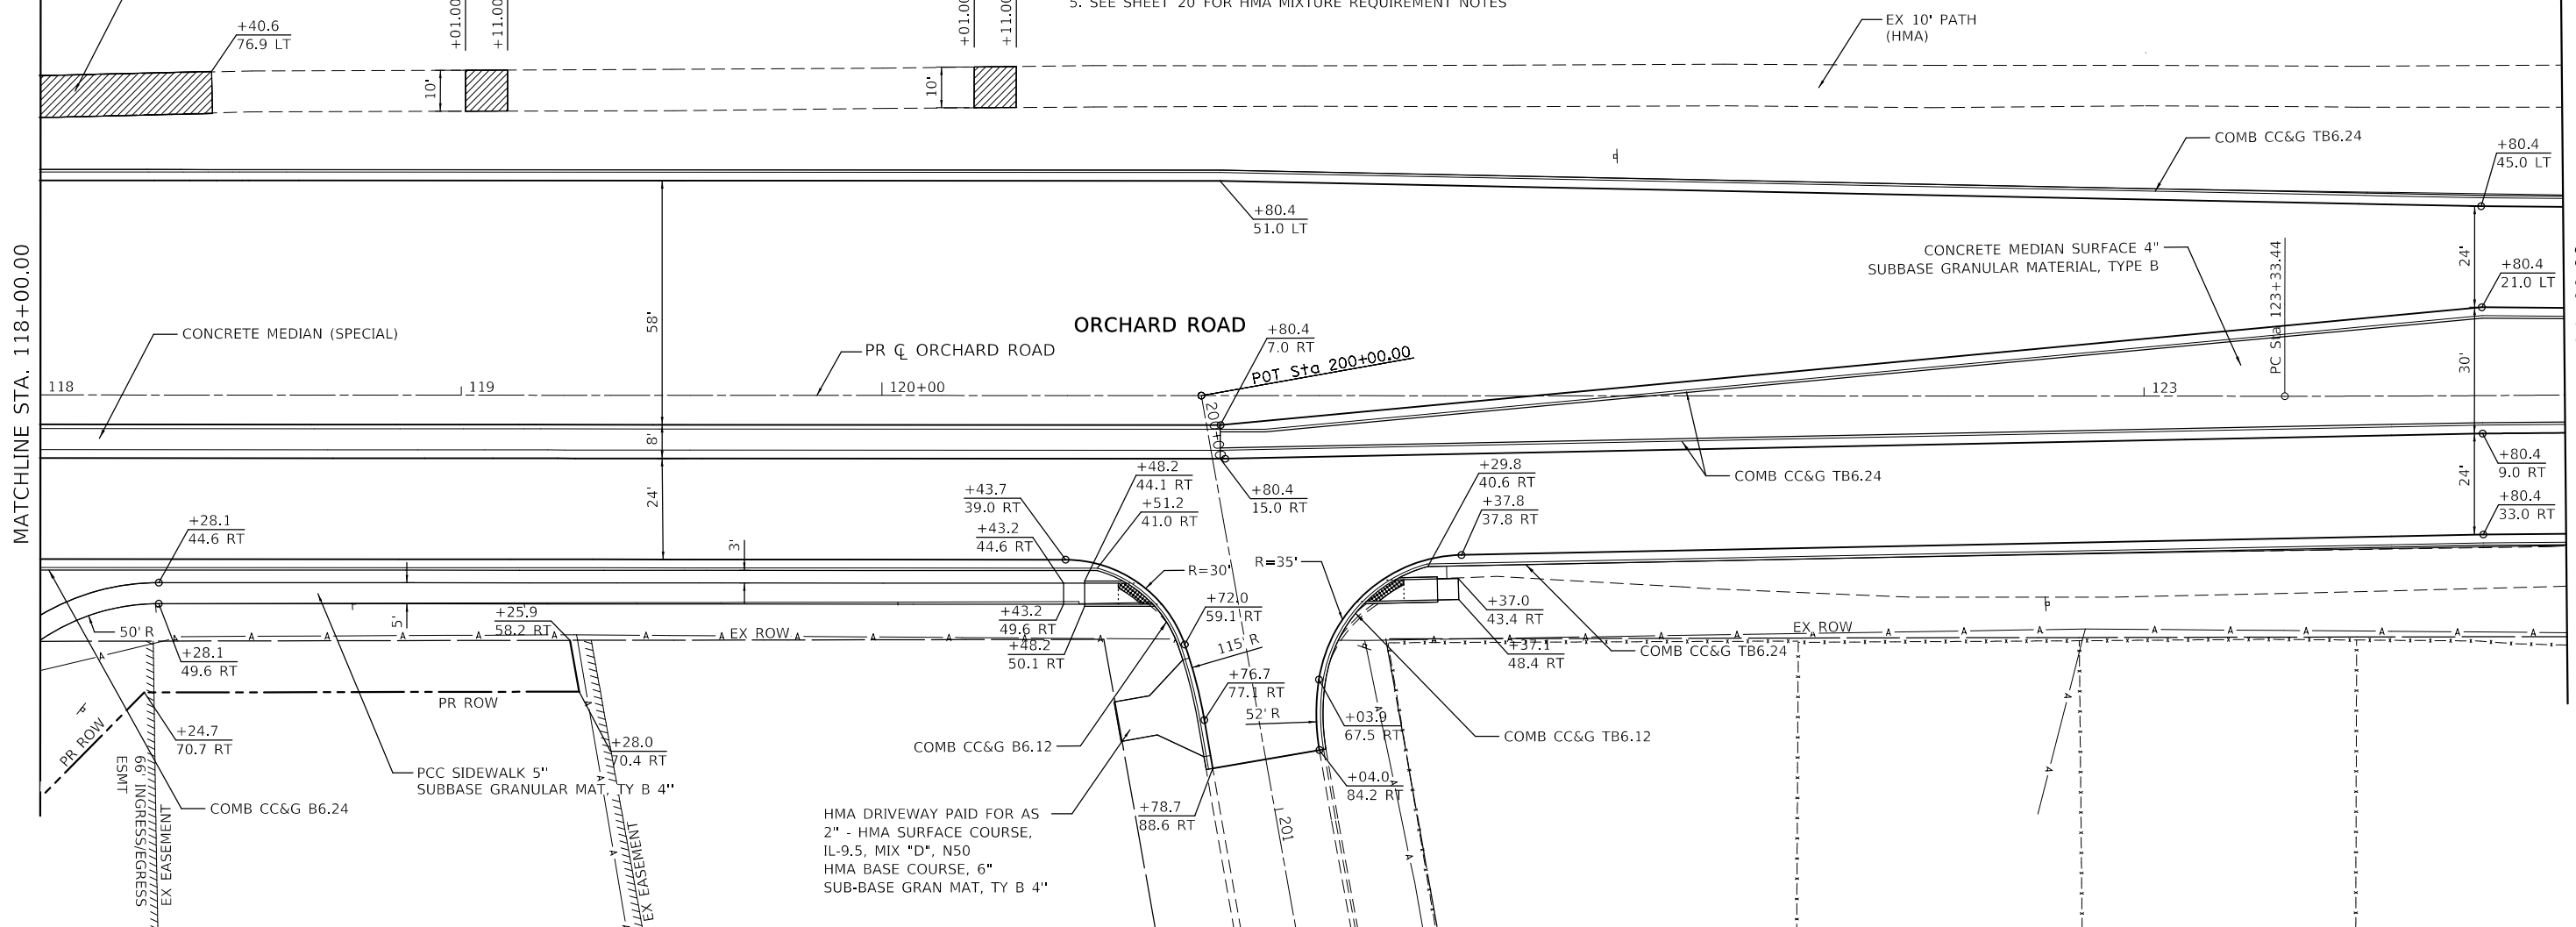 5. SEE SHEET 20 FOR HMA MIXTURE REQUIREMENT NOTES
+40.6
76.9 LT
+01.00
+11.00
+01.00
+11.00
EX 10' PATH
(HMA)
10'
10'
COMB CC&G TB6.24
+80.4
45.0 LT
+80.4
51.0 LT
CONCRETE MEDIAN SURFACE 4"
SUBBASE GRANULAR MATERIAL, TYPE B
24'
+80.4
21.0 LT
PC Sta 123+33.44
MATCHLINE STA. 118+00.00
CONCRETE MEDIAN (SPECIAL)
58'
ORCHARD ROAD
+80.4
7.0 RT
PR ℄ ORCHARD ROAD
POT Sta 200+00.00
30'
118
119
120+00
123
200+00
8'
24'
+48.2
44.1 RT
+29.8
40.6 RT
COMB CC&G TB6.24
+80.4
9.0 RT
24'
+43.7
39.0 RT
+51.2
41.0 RT
+80.4
15.0 RT
+37.8
37.8 RT
+80.4
33.0 RT
+28.1
44.6 RT
+43.2
44.6 RT
3'
R=30'
R=35'
+25.9
58.2 RT
5'
50' R
+43.2
49.6 RT
+72.0
59.1 RT
+37.0
43.4 RT
EX ROW
EX ROW
+28.1
49.6 RT
+48.2
50.1 RT
115' R
+37.1
48.4 RT
COMB CC&G TB6.24
+76.7
77.1 RT
PR ROW
PR ROW
52' R
+03.9
67.5 RT
+24.7
70.7 RT
+28.0
70.4 RT
COMB CC&G B6.12
COMB CC&G TB6.12
66' INGRESS/EGRESS
ESMT
EX EASEMENT
PCC SIDEWALK 5"
SUBBASE GRANULAR MAT, TY B 4"
+04.0
84.2 RT
COMB CC&G B6.24
+78.7
88.6 RT
HMA DRIVEWAY PAID FOR AS
2" - HMA SURFACE COURSE,
IL-9.5, MIX "D", N50
HMA BASE COURSE, 6"
SUB-BASE GRAN MAT, TY B 4"
201
EX EASEMENT